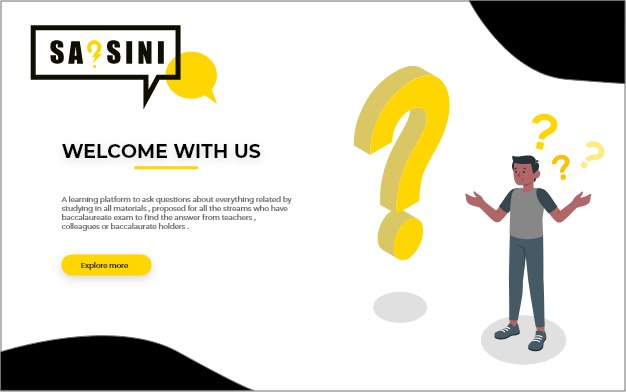 SA?SINI
WELCOME WITH US
A learning platform to ask questions about everything related by
studying in all materials , proposed for all the streams who have
baccalaureate exam to find the answer from teachers ,
colleagues or baccalaurate holders .
Explore more